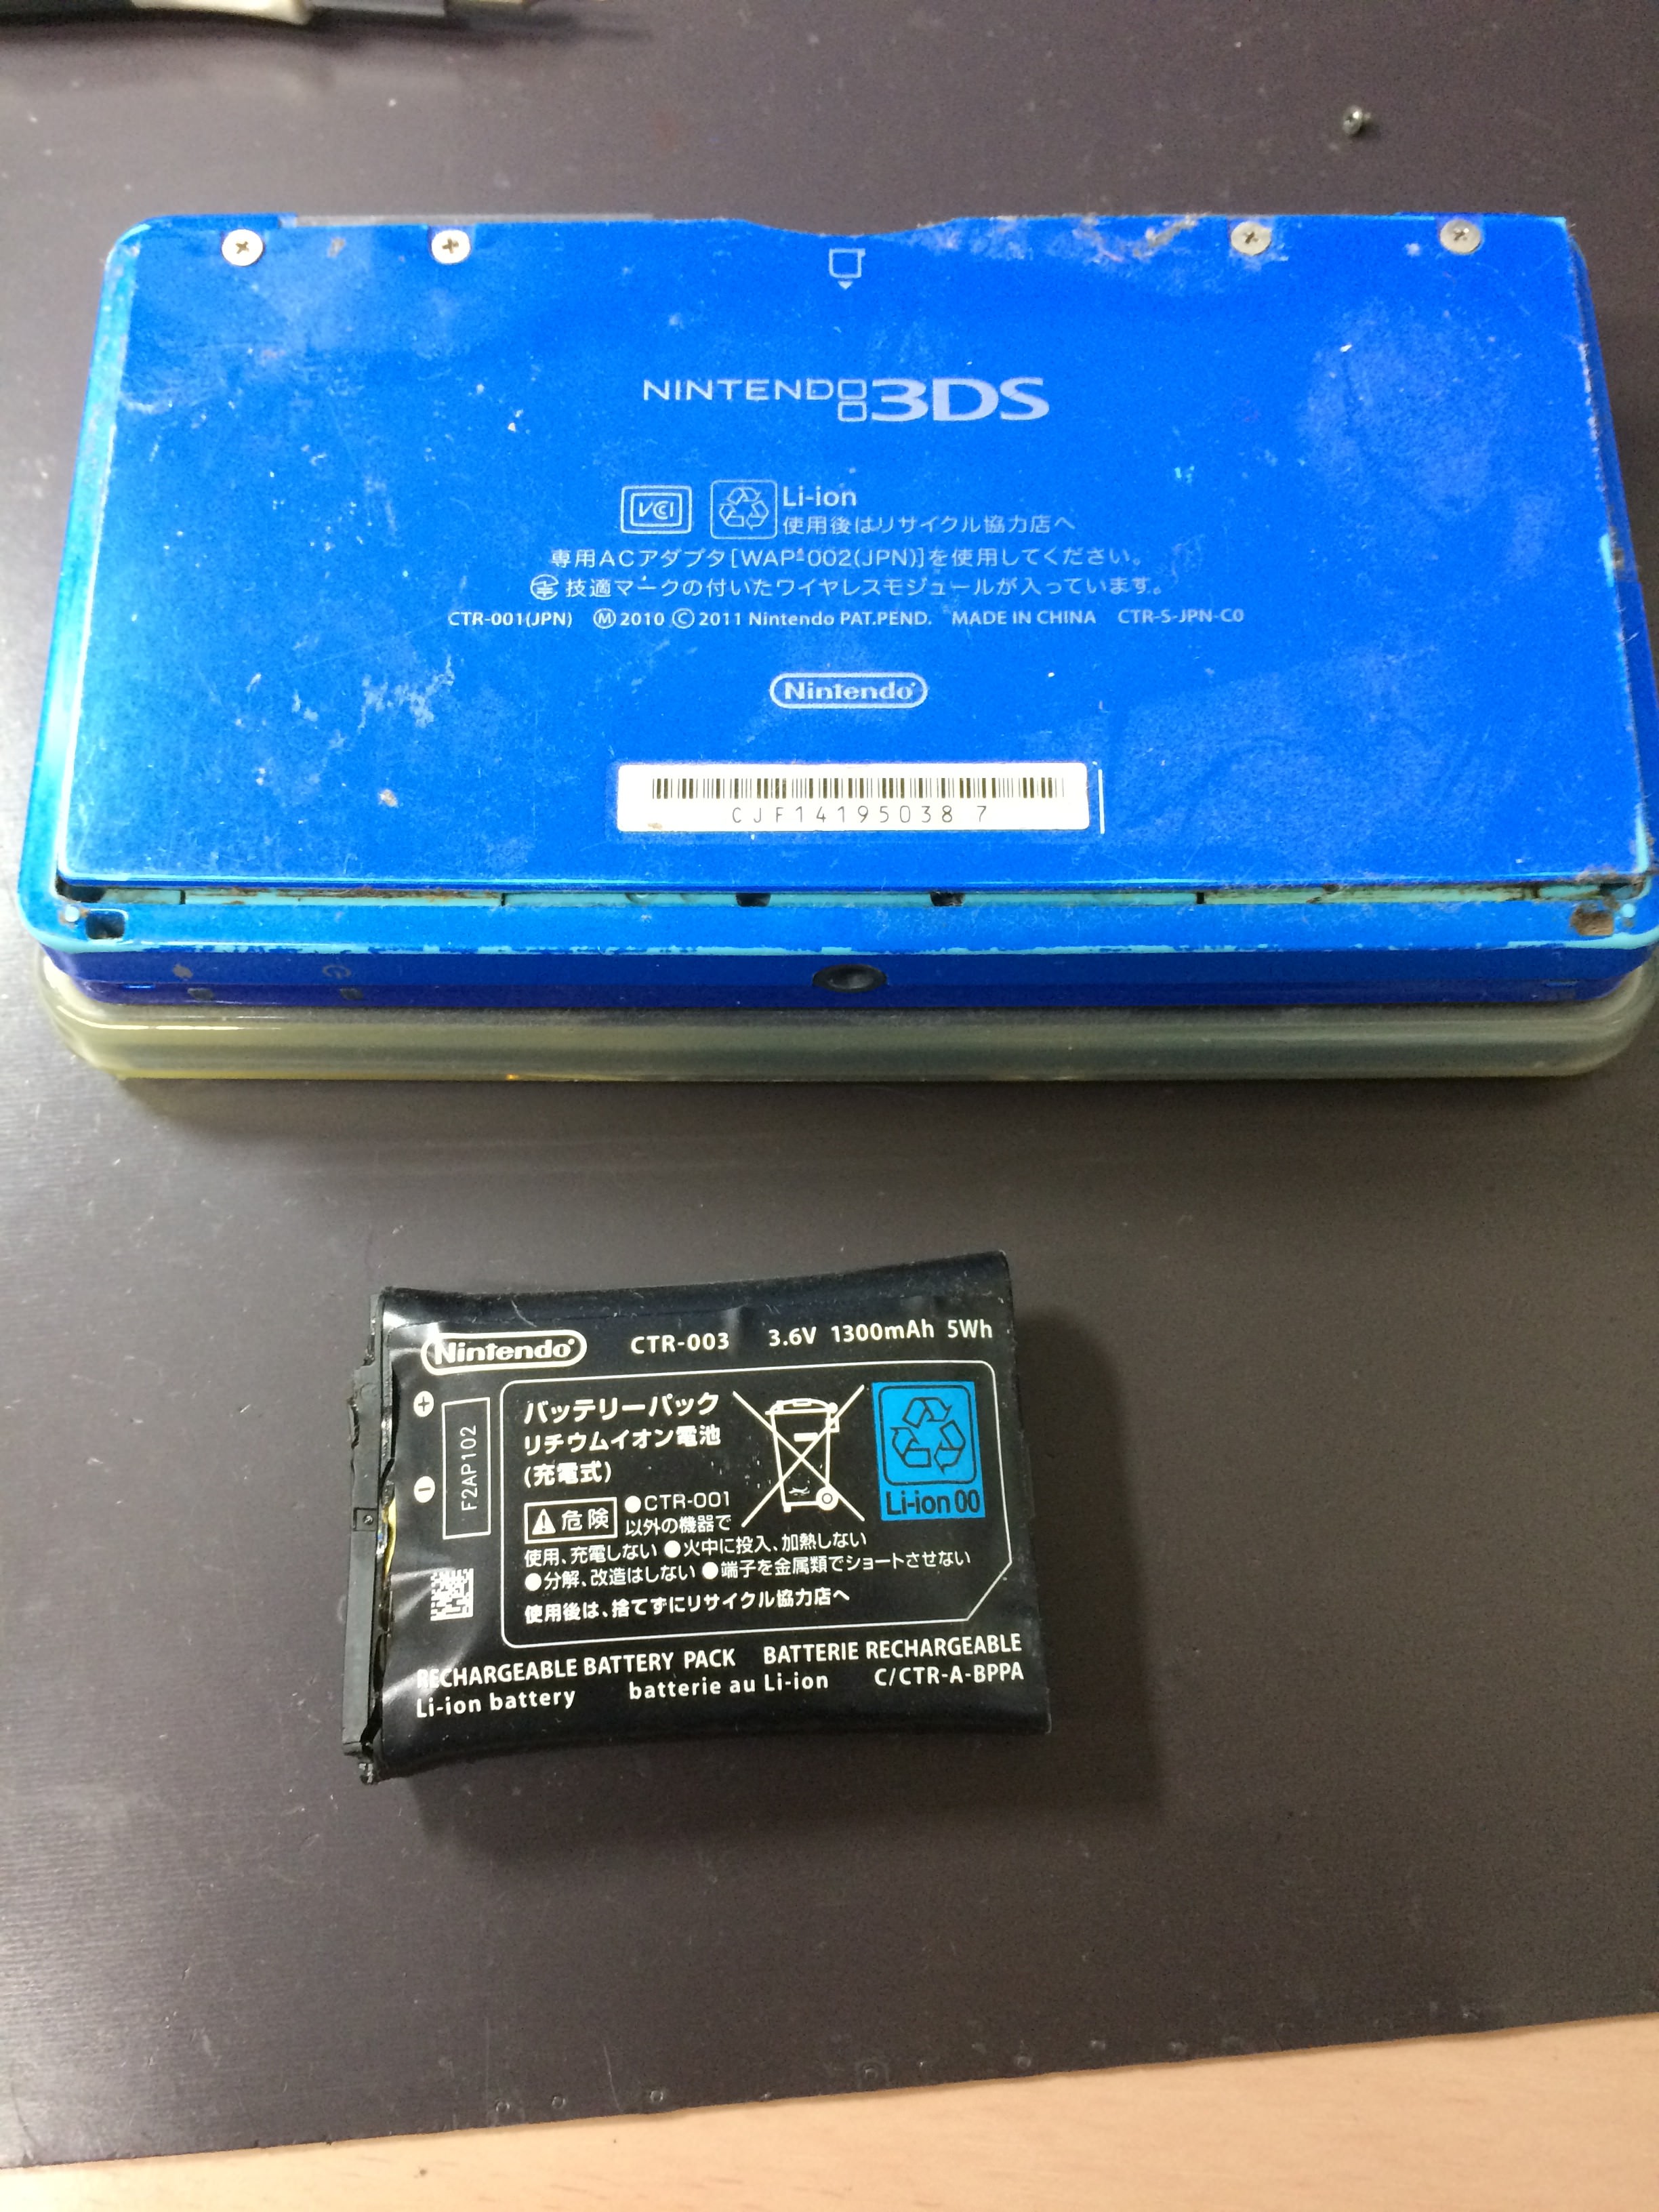 NINTENDO 3DS
VCCI
Li-ion
使用後はリサイクル協力店へ
専用ACアダプタ[WAP-002(JPN)]を使用してください。
技適マークの付いたワイヤレスモジュールが入っています。
CTR-001(JPN) Ⓜ2010 ©2011 Nintendo PAT.PEND. MADE IN CHINA CTR-S-JPN-C0
Nintendo
CJF14195038 7
Nintendo CTR-003 3.6V 1300mAh 5Wh
+
−
F2AP102
バッテリーパック
リチウムイオン電池
(充電式)
危険 ●CTR-001
以外の機器で
使用、充電しない ●火中に投入、加熱しない
●分解、改造はしない ●端子を金属類でショートさせない
使用後は、捨てずにリサイクル協力店へ
Li-ion 00
RECHARGEABLE BATTERY PACK BATTERIE RECHARGEABLE
Li-ion battery batterie au Li-ion C/CTR-A-BPPA